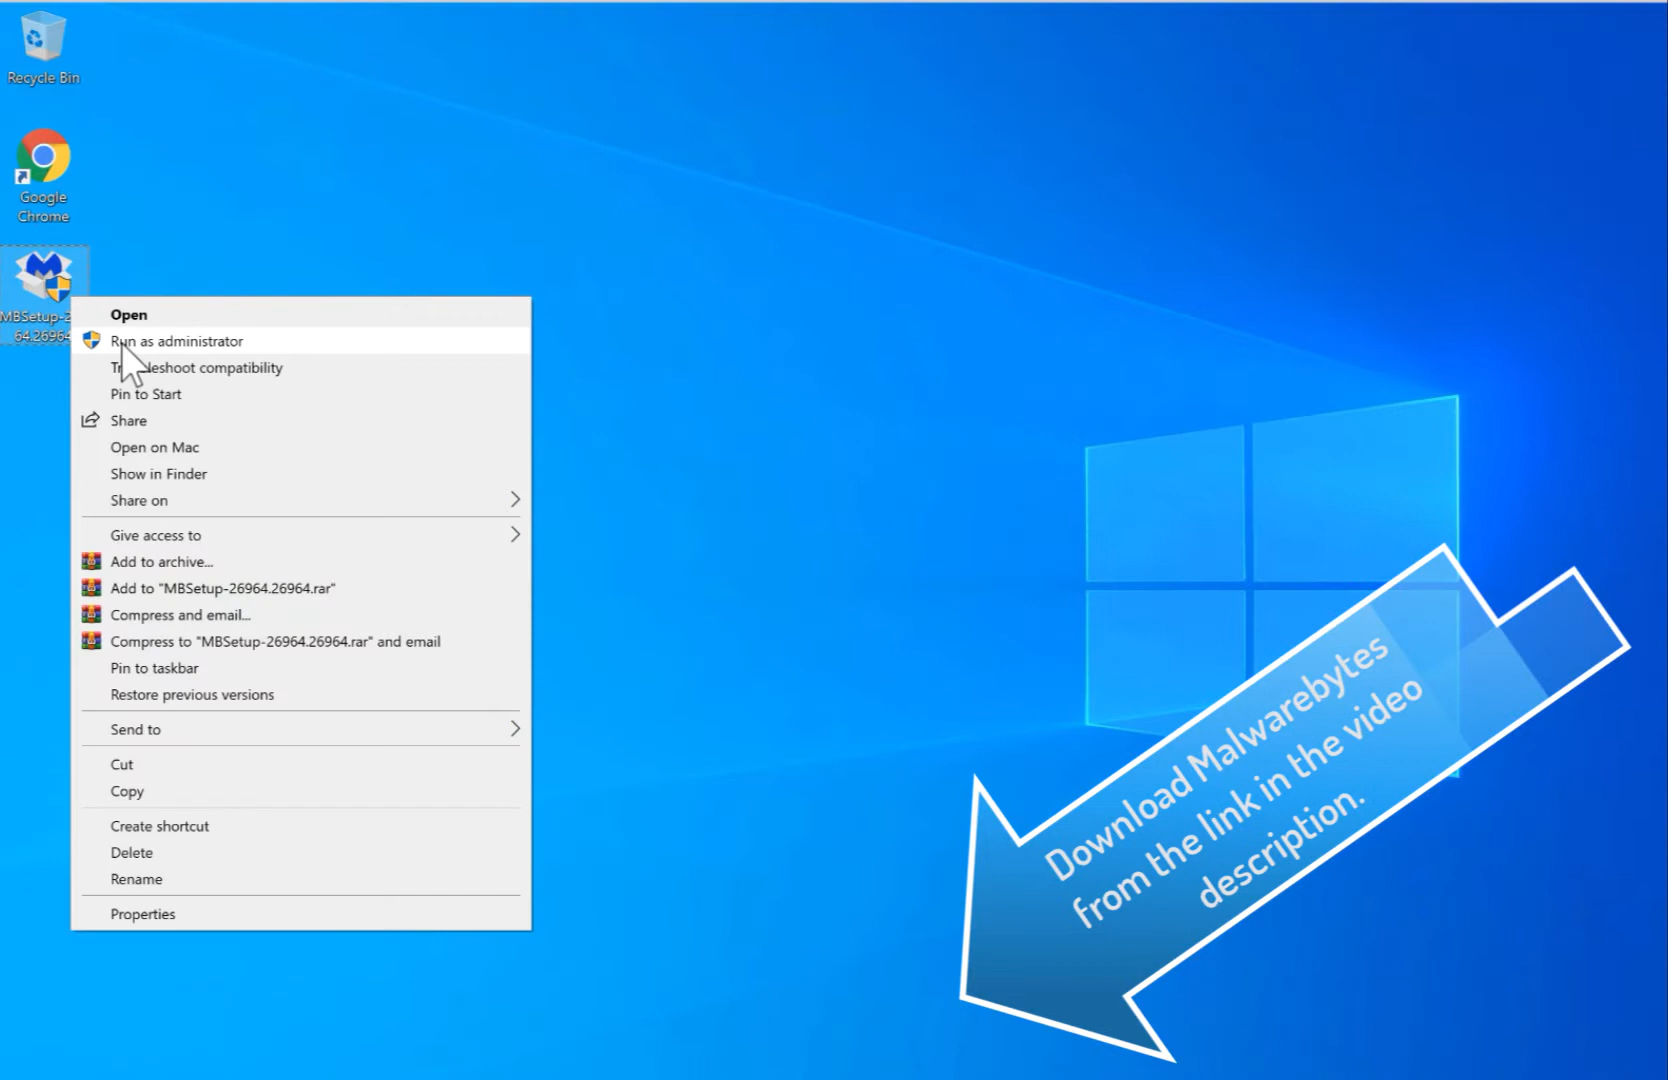 Recycle Bin
Google
Chrome
MBSetup-2
64.26964
Open
Run as administrator
Troubleshoot compatibility
Pin to Start
Share
Open on Mac
Show in Finder
Share on
Give access to
Add to archive...
Add to "MBSetup-26964.26964.rar"
Compress and email...
Compress to "MBSetup-26964.26964.rar" and email
Pin to taskbar
Restore previous versions
Send to
Cut
Copy
Create shortcut
Delete
Rename
Properties
Download Malwarebytes
from the link in the video
description.